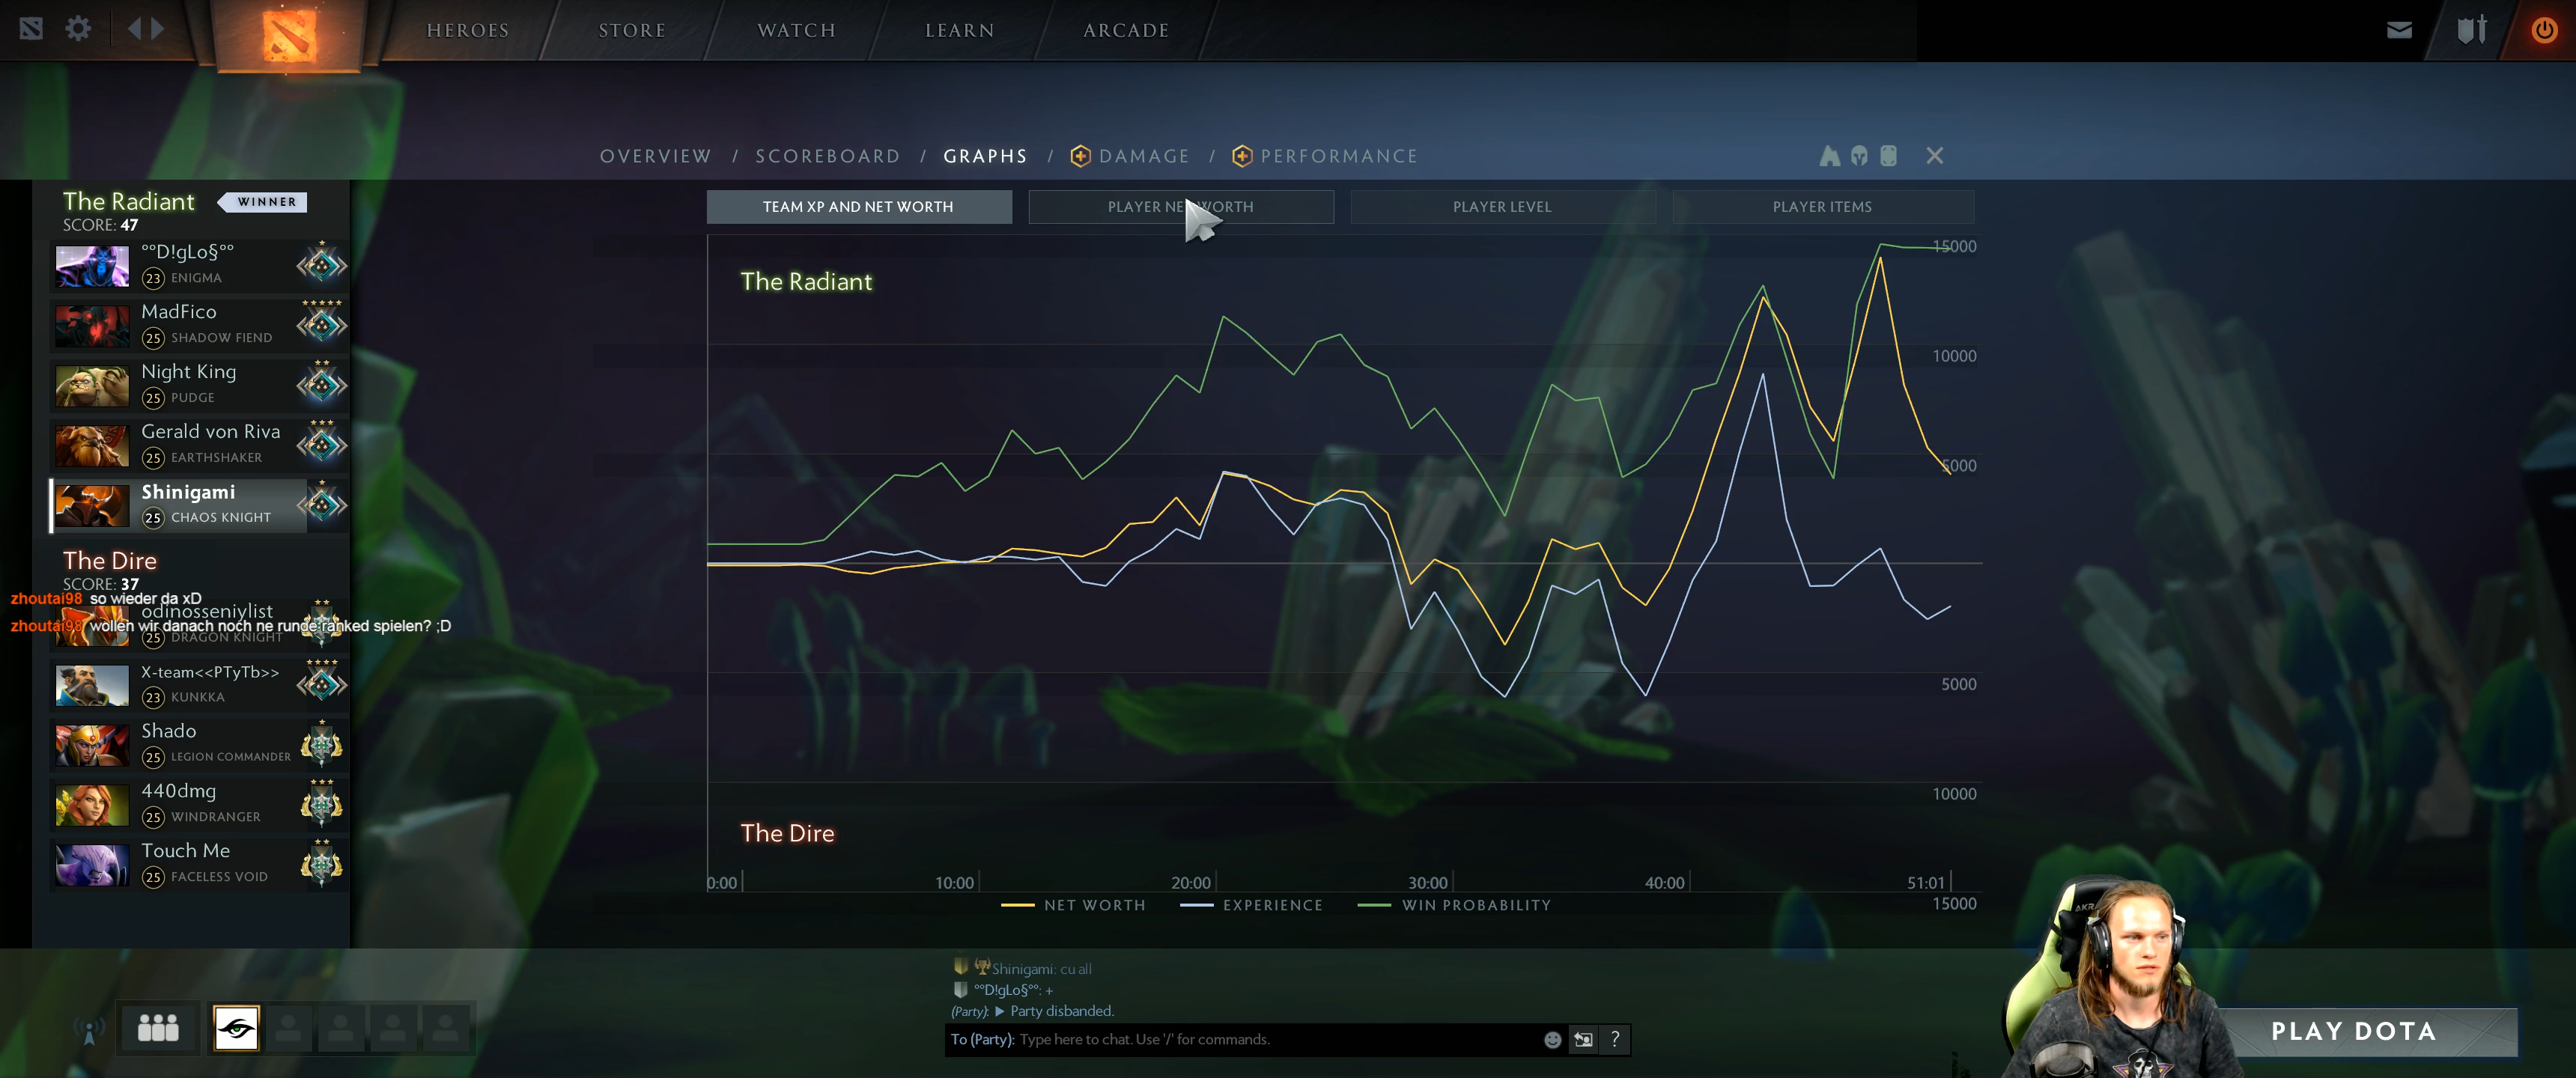 HEROES
STORE
WATCH
LEARN
ARCADE
OVERVIEW / SCOREBOARD / GRAPHS / DAMAGE / PERFORMANCE
The Radiant
WINNER
SCORE: 47
°°D!gLo§°°
23 ENIGMA
MadFico
25 SHADOW FIEND
Night King
25 PUDGE
Gerald von Riva
25 EARTHSHAKER
Shinigami
25 CHAOS KNIGHT
The Dire
SCORE: 37
zhoutai98 so wieder da xD
odinosseniylist
zhoutai98 wollen wir danach noch ne runde ranked spielen? ;D
25 DRAGON KNIGHT
X-team<<PTyTb>>
23 KUNKKA
Shado
25 LEGION COMMANDER
440dmg
25 WINDRANGER
Touch Me
25 FACELESS VOID
TEAM XP AND NET WORTH
PLAYER NET WORTH
PLAYER LEVEL
PLAYER ITEMS
The Radiant
15000
10000
5000
5000
10000
The Dire
0:00 10:00 20:00 30:00 40:00 51:01
15000
NET WORTH
EXPERIENCE
WIN PROBABILITY
Shinigami: cu all
°°D!gLo§°°: +
(Party): ▶ Party disbanded.
To (Party): Type here to chat. Use '/' for commands.
?
AKR
PLAY DOTA